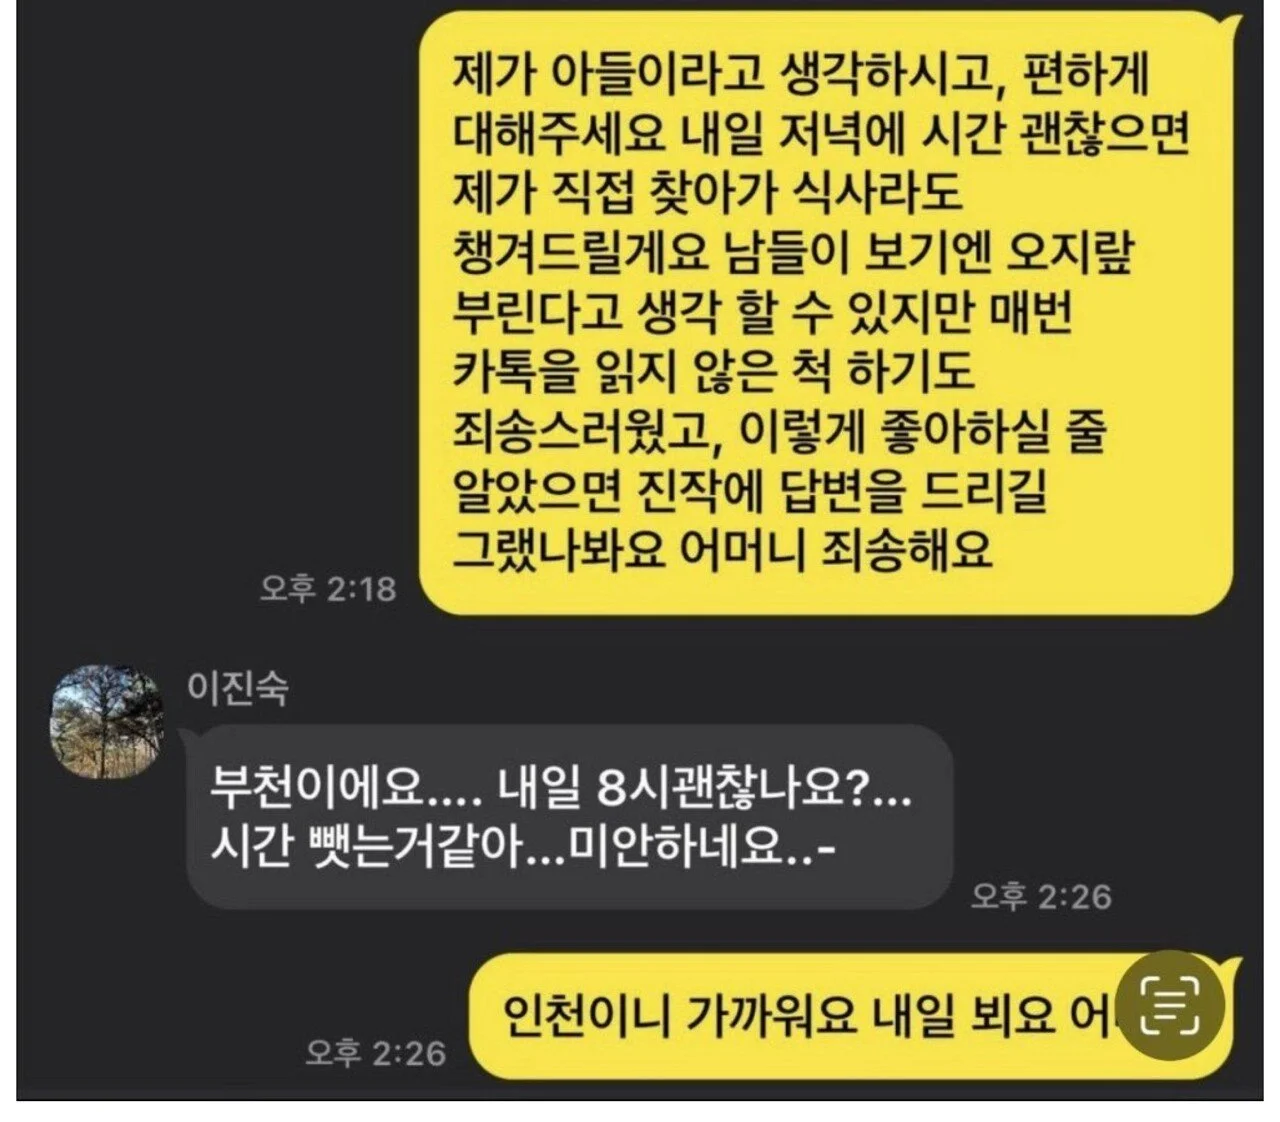 제가 아들이라고 생각하시고, 편하게
대해주세요 내일 저녁에 시간 괜찮으면
제가 직접 찾아가 식사라도
챙겨드릴게요 남들이 보기엔 오지랖
부린다고 생각 할 수 있지만 매번
카톡을 읽지 않은 척 하기도
죄송스러웠고, 이렇게 좋아하실 줄
알았으면 진작에 답변을 드리길
그랬나봐요 어머니 죄송해요
오후 2:18
이진숙
부천이에요.... 내일 8시괜찮나요?...
시간 뺏는거같아...미안하네요..-
오후 2:26
인천이니 가까워요 내일 뵈요
오후 2:26